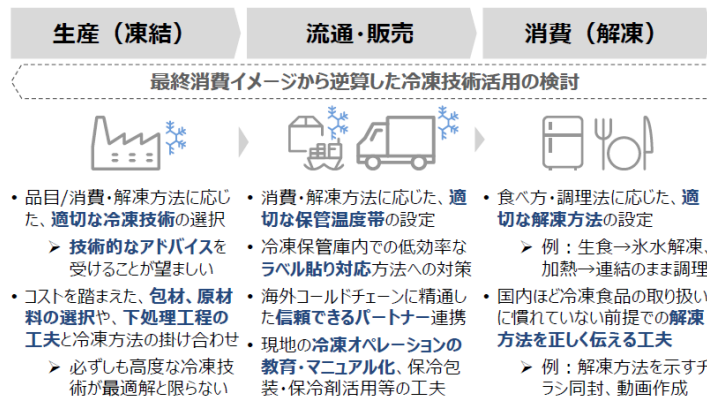 生産（凍結）
流通・販売
消費（解凍）
最終消費イメージから逆算した冷凍技術活用の検討
• 品目/消費・解凍方法に応じ
た、適切な冷凍技術の選択
➢ 技術的なアドバイスを
受けることが望ましい
• コストを踏まえた、包材、原材
料の選択や、下処理工程の
工夫と冷凍方法の掛け合わせ
➢ 必ずしも高度な冷凍技
術が最適解と限らない
• 消費・解凍方法に応じた、適
切な保管温度帯の設定
• 冷凍保管庫内での低効率な
ラベル貼り対応方法への対策
• 海外コールドチェーンに精通し
た信頼できるパートナー連携
• 現地の冷凍オペレーションの
教育・マニュアル化、保冷包
装・保冷剤活用等の工夫
• 食べ方・調理法に応じた、適
切な解凍方法の設定
➢ 例：生食→氷水解凍、
加熱→連結のまま調理
• 国内ほど冷凍食品の取り扱い
に慣れていない前提での解凍
方法を正しく伝える工夫
➢ 例：解凍方法を示すチ
ラシ同封、動画作成